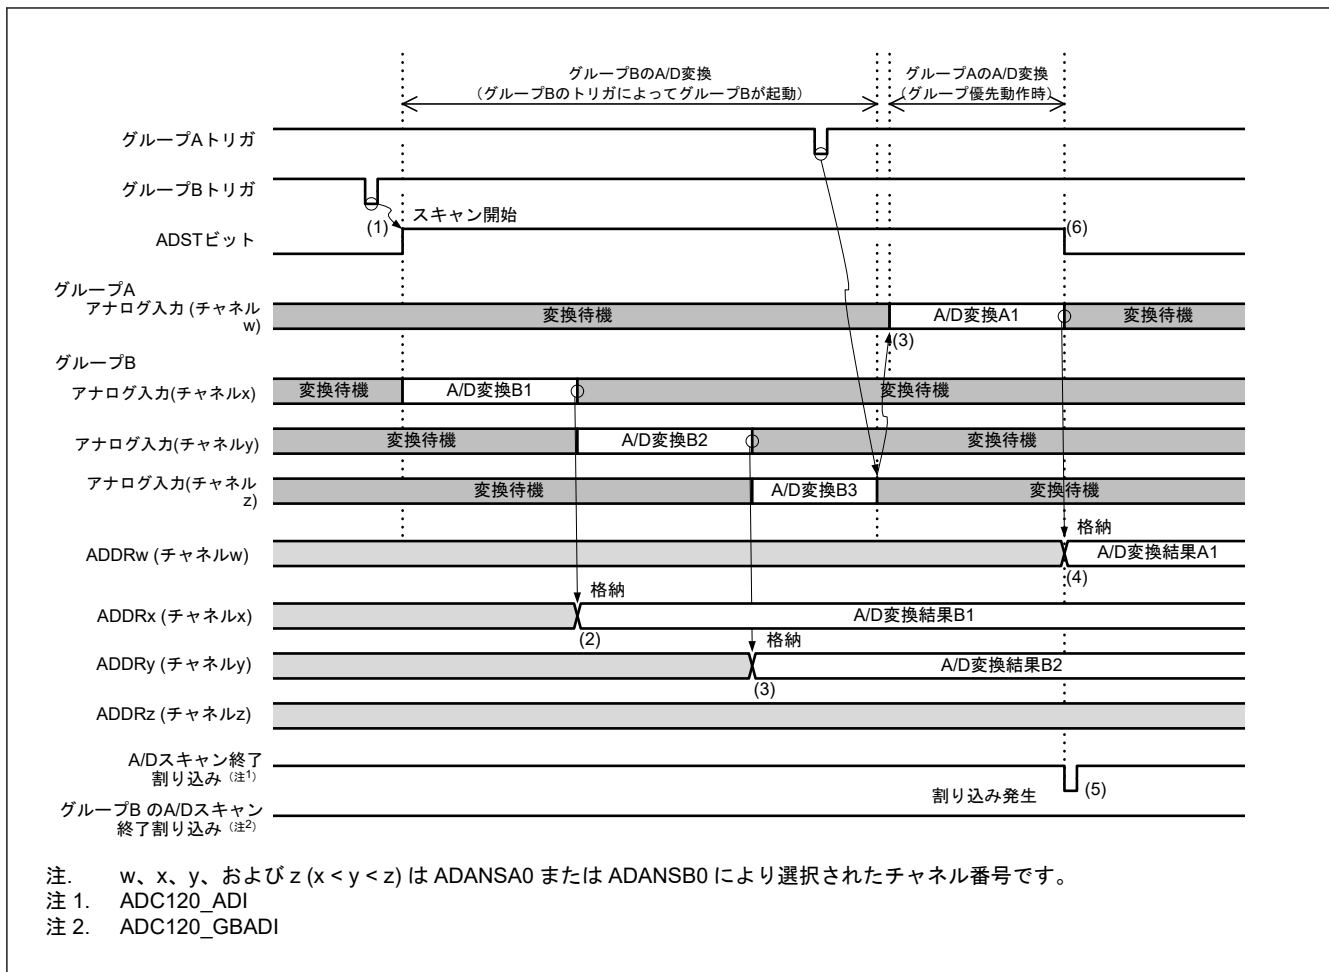 グループBのA/D変換
(グループBのトリガによってグループBが起動)
グループAのA/D変換
(グループ優先動作時)
グループAトリガ
グループBトリガ
(1)
スキャン開始
(6)
ADSTビット
グループA
アナログ入力 (チャネル
w)
変換待機
A/D変換A1
変換待機
(3)
グループB
アナログ入力(チャネルx)
変換待機
A/D変換B1
変換待機
アナログ入力(チャネルy)
変換待機
A/D変換B2
変換待機
アナログ入力(チャネル
z)
変換待機
A/D変換B3
変換待機
格納
ADDRw (チャネルw)
A/D変換結果A1
(4)
格納
ADDRx (チャネルx)
A/D変換結果B1
(2)
格納
ADDRy (チャネルy)
A/D変換結果B2
(3)
ADDRz (チャネルz)
A/Dスキャン終了
割り込み (注1)
割り込み発生
(5)
グループB のA/Dスキャン
終了割り込み (注2)
注. w、x、y、および z (x < y < z) は ADANSA0 または ADANSB0 により選択されたチャネル番号です。
注 1. ADC120_ADI
注 2. ADC120_GBADI